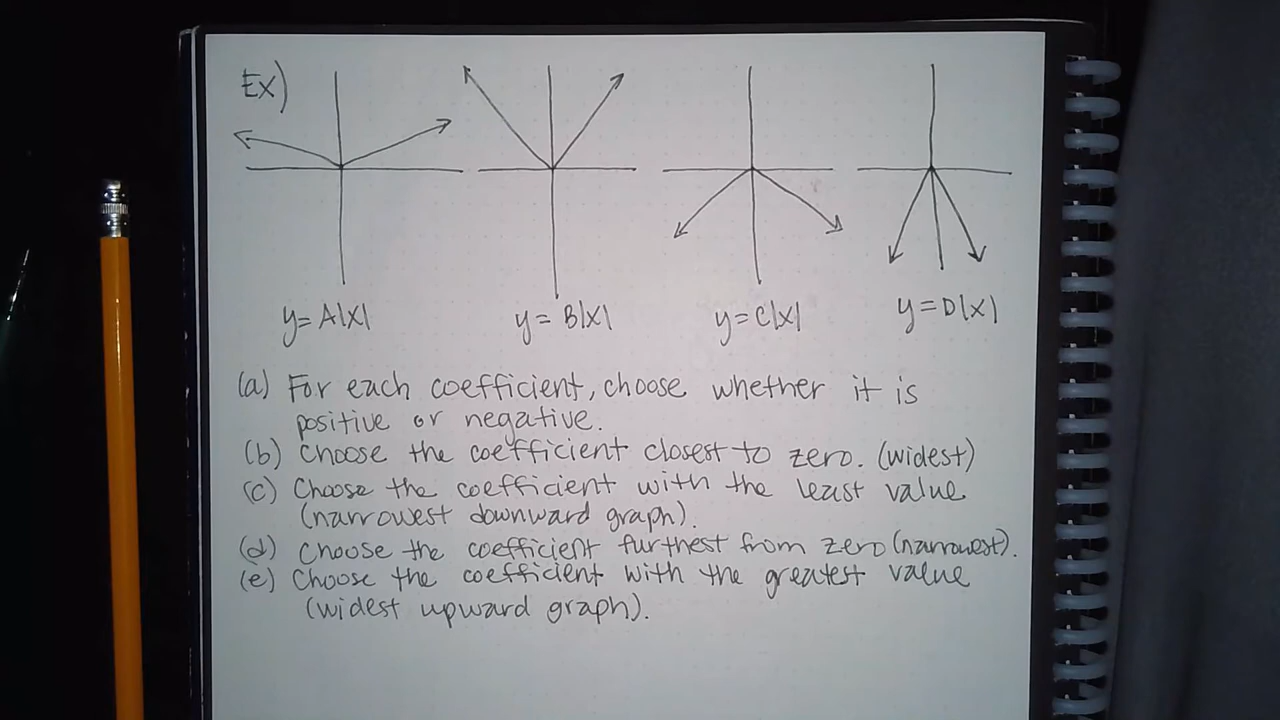 Ex)
y = A|x|
y = B|x|
y = C|x|
y = D|x|
(a) For each coefficient, choose whether it is
positive or negative.
(b) Choose the coefficient closest to zero. (widest)
(c) Choose the coefficient with the least value
(narrowest downward graph).
(d) Choose the coefficient furthest from zero (narrowest).
(e) Choose the coefficient with the greatest value
(widest upward graph).